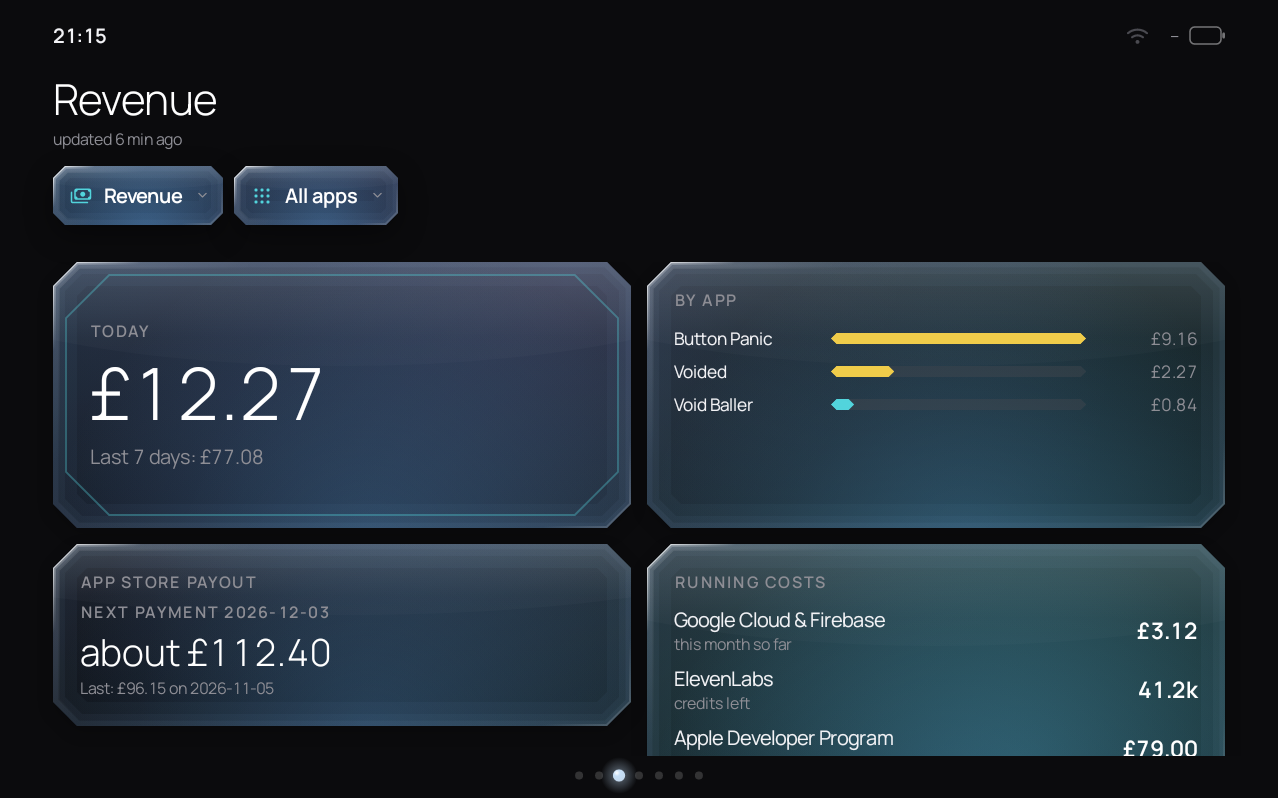 21:15
–
Revenue
updated 6 min ago
Revenue
All apps
TODAY
£12.27
Last 7 days: £77.08
BY APP
Button Panic £9.16
Voided £2.27
Void Baller £0.84
APP STORE PAYOUT
NEXT PAYMENT 2026-12-03
about £112.40
Last: £96.15 on 2026-11-05
RUNNING COSTS
Google Cloud & Firebase
£3.12
this month so far
ElevenLabs
41.2k
credits left
Apple Developer Program
£79.00